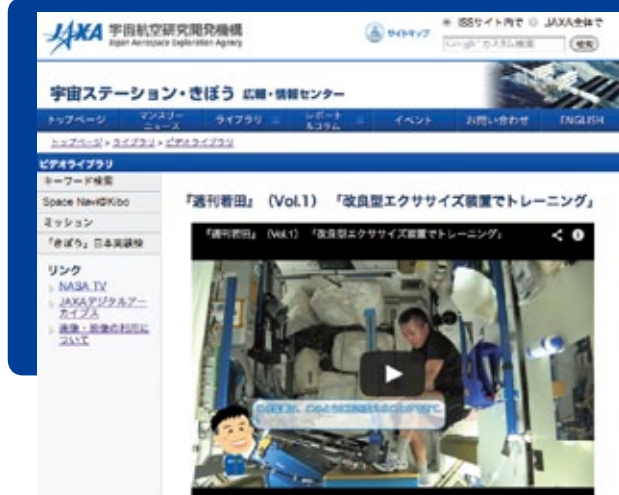 JAXA 宇宙航空研究開発機構
Japan Aerospace Exploration Agency
サイトマップ
ISSサイト内で JAXA全体で
Google カスタム検索
検索
宇宙ステーション・きぼう 広報・情報センター
トップページ
マンスリーニュース
ライブラリ
レポート&コラム
イベント
お問い合わせ
ENGLISH
トップページ > ライブラリ > ビデオライブラリ
ビデオライブラリ
キーワード検索
Space Navi@Kibo
ミッション
「きぼう」日本実験棟
リンク
NASA TV
JAXAデジタルアー
カイブス
画像・映像の利用に
ついて
『週刊若田』 (Vol.1) 「改良型エクササイズ装置でトレーニング」
『週刊若田』 (Vol.1) 「改良型エクササイズ装置でトレーニング」